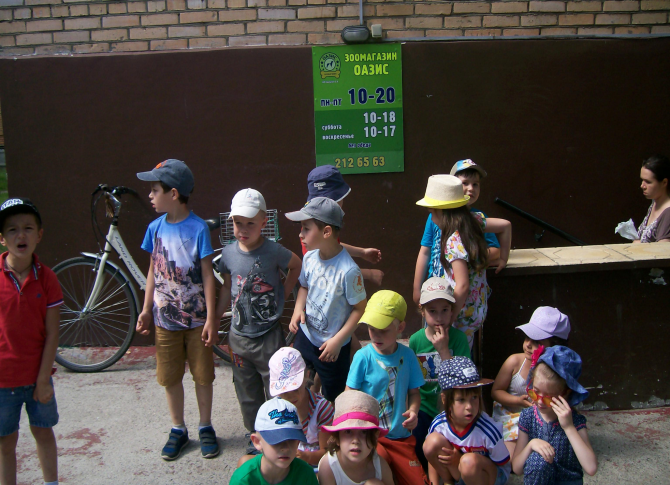 ЗООМАГАЗИН
ОАЗИС
ПН-ПТ 10-20
суббота 10-18
воскресенье 10-17
212 65 63